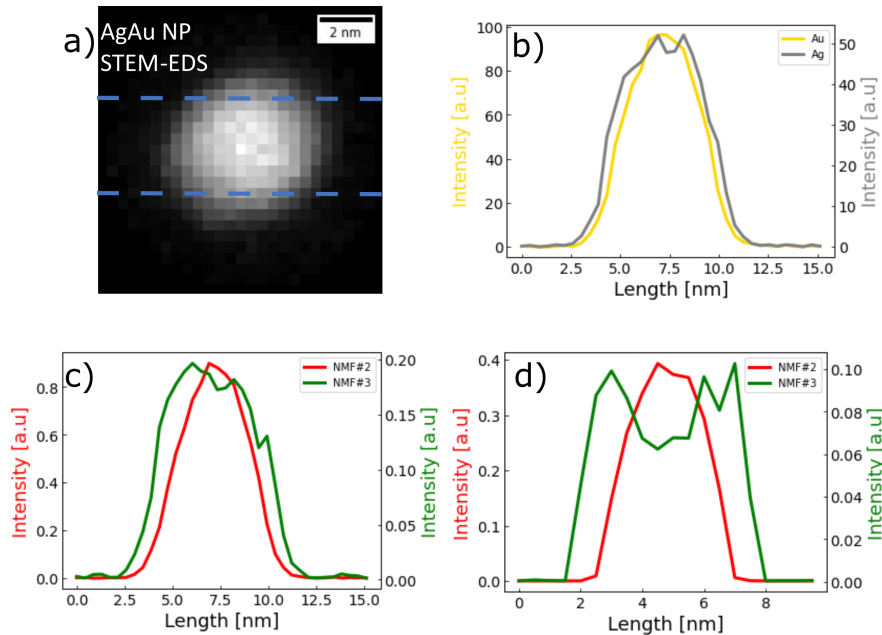 a)
AgAu NP
STEM-EDS
2 nm
b)
Au
Ag
Intensity [a.u]
100
80
60
40
20
0
50
40
30
20
10
0
Intensity [a.u]
0.0 2.5 5.0 7.5 10.0 12.5 15.0
Length [nm]
c)
NMF#2
NMF#3
Intensity [a.u]
0.8
0.6
0.4
0.2
0.0
0.20
0.15
0.10
0.05
0.00
Intensity [a.u]
0.0 2.5 5.0 7.5 10.0 12.5 15.0
Length [nm]
d)
NMF#2
NMF#3
Intensity [a.u]
0.4
0.3
0.2
0.1
0.0
0.10
0.08
0.06
0.04
0.02
0.00
Intensity [a.u]
0 2 4 6 8
Length [nm]